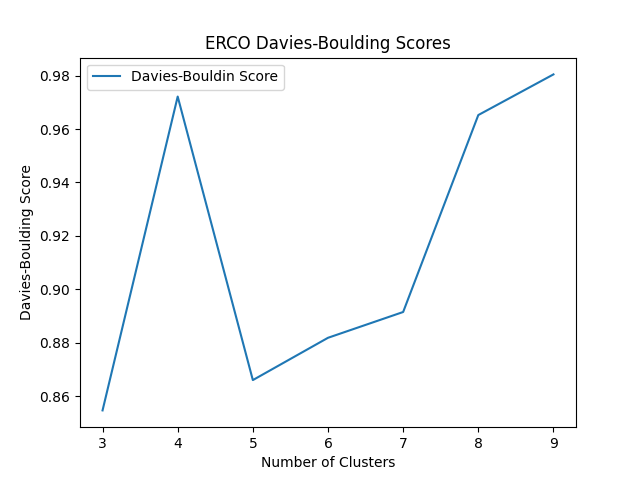 ERCO Davies-Boulding Scores
Davies-Bouldin Score
Davies-Boulding Score
0.98
0.96
0.94
0.92
0.90
0.88
0.86
3 4 5 6 7 8 9
Number of Clusters